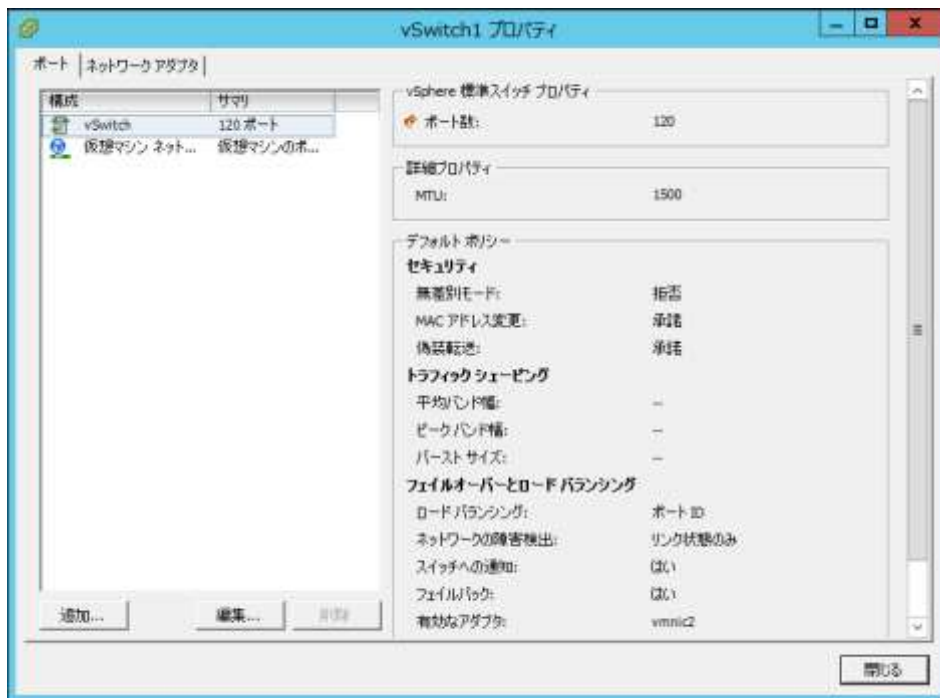 vSwitch1 プロパティ
ポート ネットワーク アダプタ
構成 サマリ
vSwitch 120 ポート
仮想マシン ネット... 仮想マシンのポ...
追加... 編集... 削除
vSphere 標準スイッチ プロパティ
ポート数: 120
詳細プロパティ
MTU: 1500
デフォルト ポリシー
セキュリティ
無差別モード: 拒否
MAC アドレス変更: 承諾
偽装転送: 承諾
トラフィック シェーピング
平均バンド幅: --
ピーク バンド幅: --
バースト サイズ: --
フェイルオーバーとロード バランシング
ロード バランシング: ポート ID
ネットワークの障害検出: リンク状態のみ
スイッチへの通知: はい
フェイルバック: はい
有効なアダプタ: vmnic2
閉じる